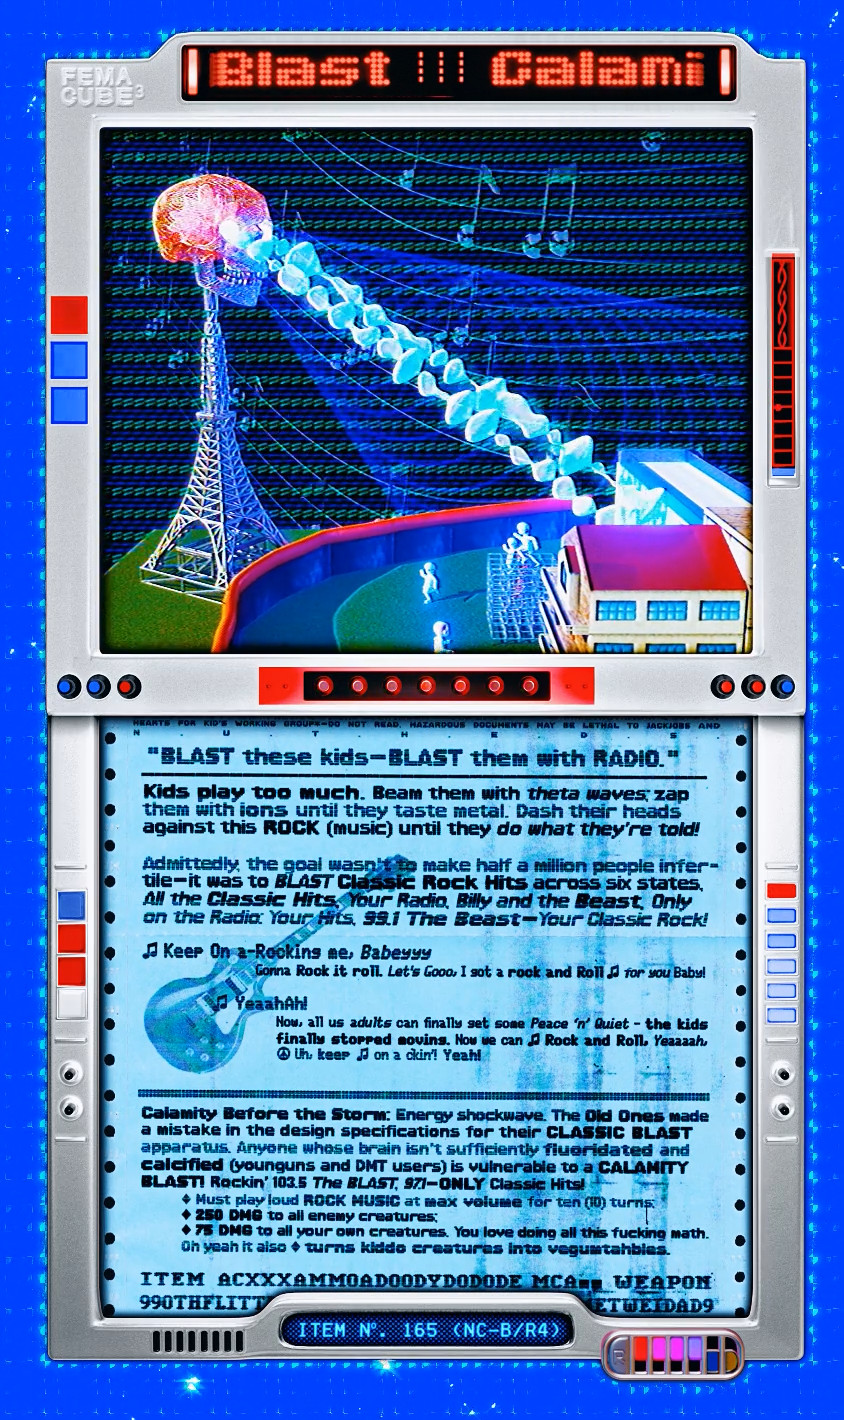 Blast ||| Calami
FEMA
CUBE³
HEARTS FOR KID'S WORKING GROUP*-DO NOT READ. HAZARDOUS DOCUMENTS MAY BE LETHAL TO JACKJOBS AND
N . U . T . H . E . D . S
"BLAST these kids—BLAST them with RADIO."
Kids play too much. Beam them with theta waves; zap
them with ions until they taste metal. Dash their heads
against this ROCK (music) until they do what they're told!
Admittedly, the goal wasn't to make half a million people infer-
tile—it was to BLAST Classic Rock Hits across six states,
All the Classic Hits, Your Radio, Billy and the Beast, Only
on the Radio: Your Hits, 99.1 The Beast—Your Classic Rock!
♫ Keep On a-Rocking me, Babeyyy
Gonna Rock it roll. Let's Gooo, I got a rock and Roll ♫ for you Baby!
♫ YeaahAh!
Now, all us adults can finally get some Peace 'n' Quiet - the kids
finally stopped moving. Now we can ♫ Rock and Roll, Yeaaaah,
☮ Uh, keep ♫ on a ckin'! Yeah!
Calamity Before the Storm: Energy shockwave. The Old Ones made
a mistake in the design specifications for their CLASSIC BLAST
apparatus. Anyone whose brain isn't sufficiently fluoridated and
calcified (younguns and DMT users) is vulnerable to a CALAMITY
BLAST! Rockin' 103.5 The BLAST, 97.1—ONLY Classic Hits!
♦ Must play loud ROCK MUSIC at max volume for ten (10) turns;
♦ 250 DMG to all enemy creatures;
♦ 75 DMG to all your own creatures. You love doing all this fucking math.
Oh yeah it also ♦ turns kiddo creatures into vegumtahbles.
ITEM ACXXXAMMOADOODYDODODE MCA WEAPON
990THFLITT ETWEIDAD9
ITEM Nº. 165 (NC-B/R4)